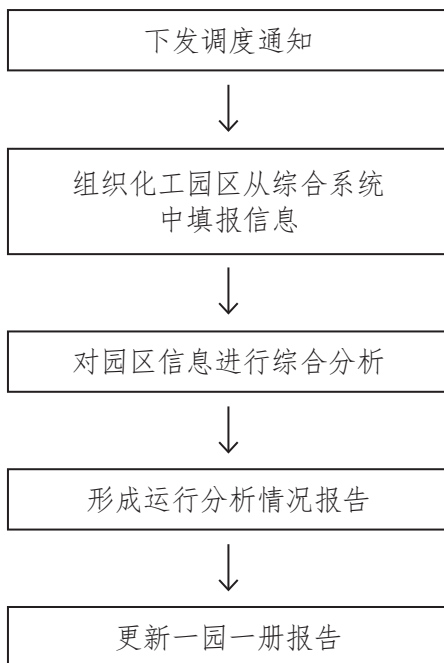 下发调度通知
组织化工园区从综合系统
中填报信息
对园区信息进行综合分析
形成运行分析情况报告
更新一园一册报告